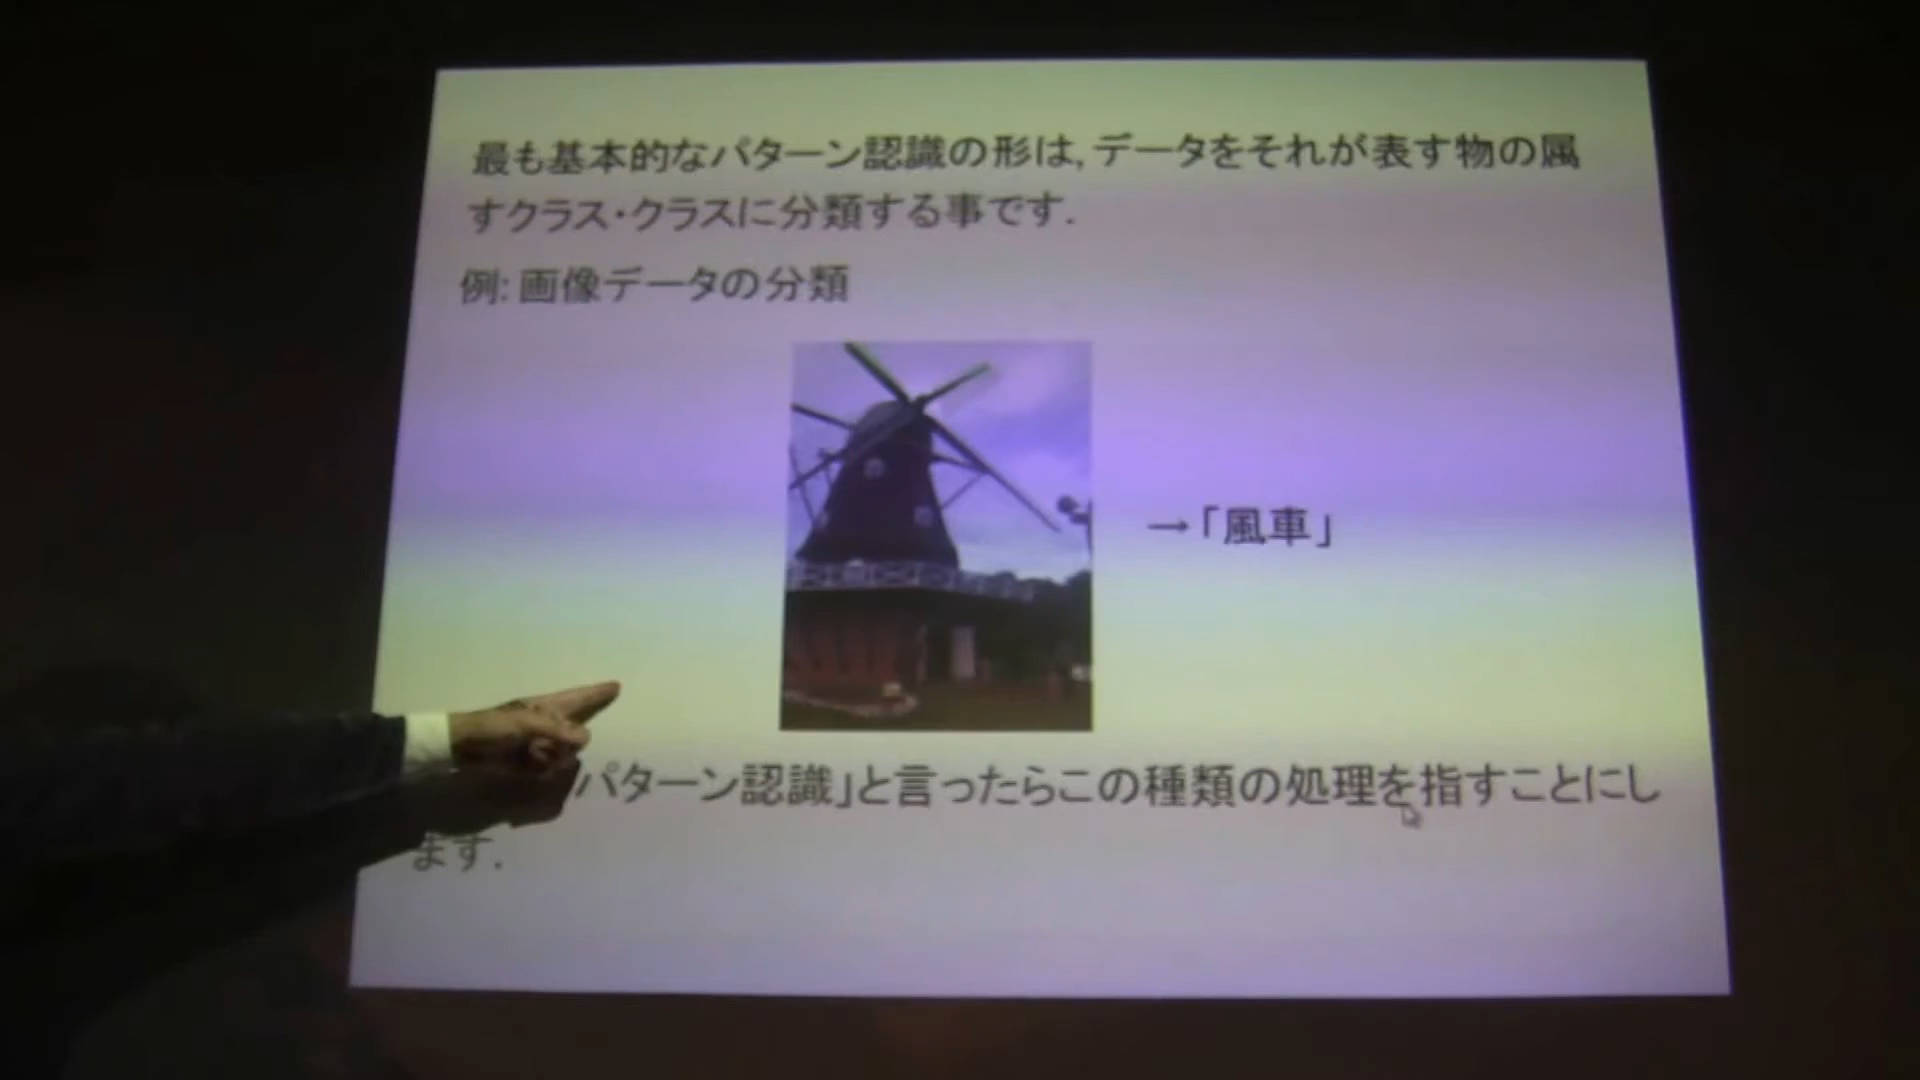 最も基本的なパターン認識の形は,データをそれが表す物の属
すクラス・クラスに分類する事です.
例: 画像データの分類
→「風車」
パターン認識」と言ったらこの種類の処理を指すことにし
ます.